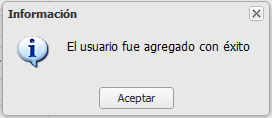 Información
El usuario fue agregado con éxito
Aceptar